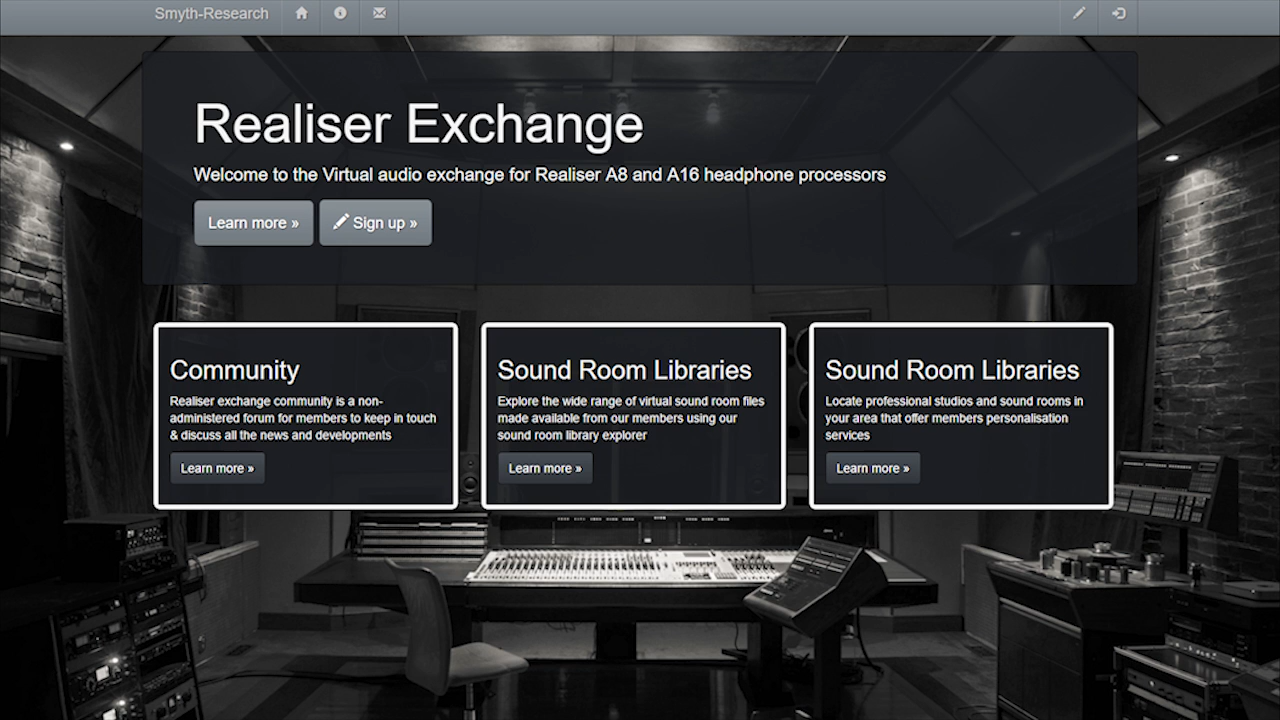 Smyth-Research
Realiser Exchange
Welcome to the Virtual audio exchange for Realiser A8 and A16 headphone processors
Learn more »
Sign up »
Community
Realiser exchange community is a non-
administered forum for members to keep in touch
& discuss all the news and developments
Learn more »
Sound Room Libraries
Explore the wide range of virtual sound room files
made available from our members using our
sound room library explorer
Learn more »
Sound Room Libraries
Locate professional studios and sound rooms in
your area that offer members personalisation
services
Learn more »